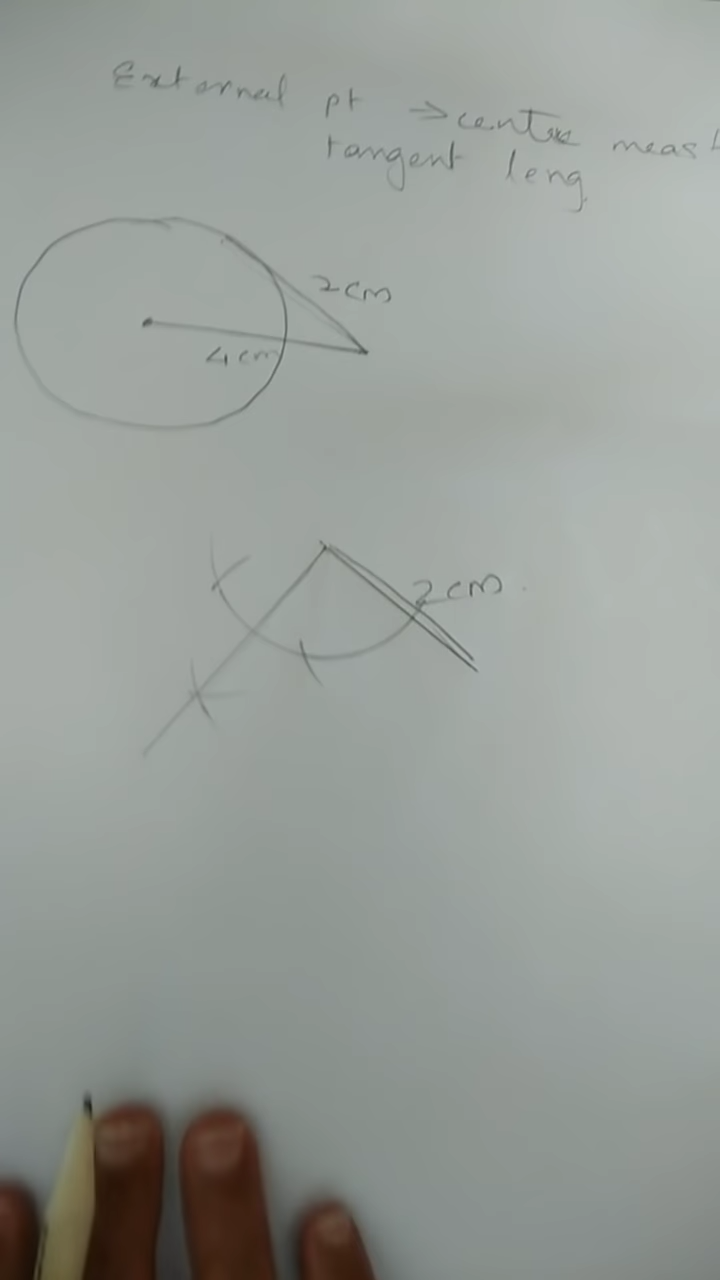 External pt → centre meas
tangent leng
2cm
4cm
2cm.